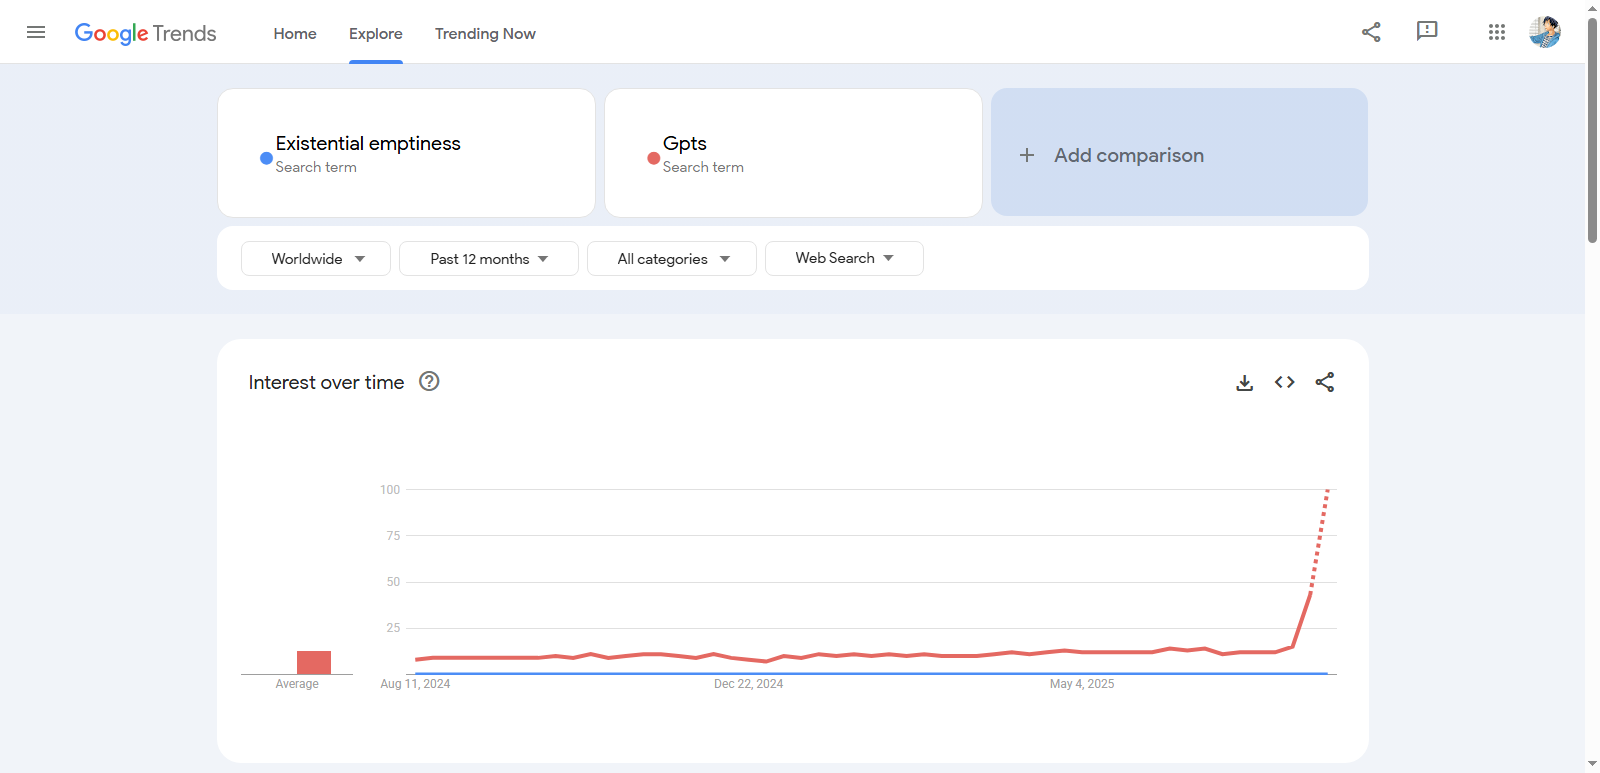 Google Trends
Home
Explore
Trending Now
Existential emptiness
Search term
Gpts
Search term
+ Add comparison
Worldwide
Past 12 months
All categories
Web Search
Interest over time
?
100
75
50
25
Average
Aug 11, 2024
Dec 22, 2024
May 4, 2025